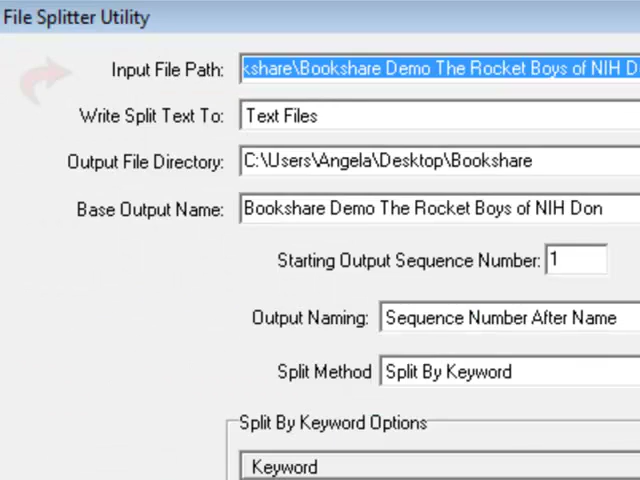 File Splitter Utility
Input File Path: kshare\Bookshare Demo The Rocket Boys of NIH D
Write Split Text To: Text Files
Output File Directory: C:\Users\Angela\Desktop\Bookshare
Base Output Name: Bookshare Demo The Rocket Boys of NIH Don
Starting Output Sequence Number: 1
Output Naming: Sequence Number After Name
Split Method Split By Keyword
Split By Keyword Options
Keyword